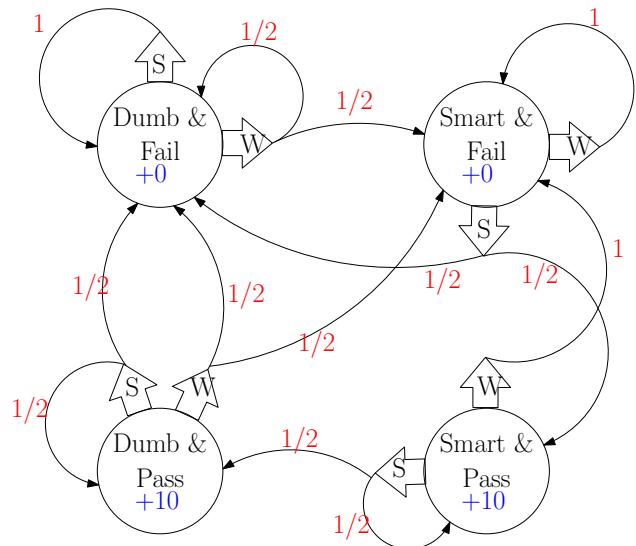 1
1/2
1
S
1/2
Dumb &
Fail
+0
W
Smart &
Fail
+0
W
S
1/2
1/2
1
1/2
1/2
1/2
S
W
W
1/2
1/2
Dumb &
Pass
+10
S
Smart &
Pass
+10
1/2